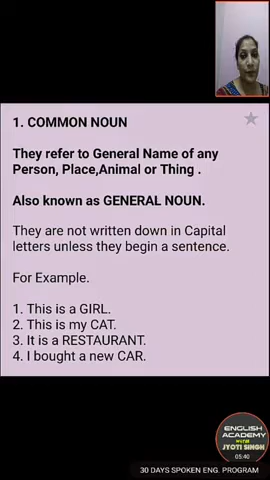 1. COMMON NOUN
They refer to General Name of any
Person, Place,Animal or Thing .
Also known as GENERAL NOUN.
They are not written down in Capital
letters unless they begin a sentence.
For Example.
1. This is a GIRL.
2. This is my CAT.
3. It is a RESTAURANT.
4. I bought a new CAR.
ENGLISH
ACADEMY
WITH
JYOTI SINGH
05:40
30 DAYS SPOKEN ENG. PROGRAM